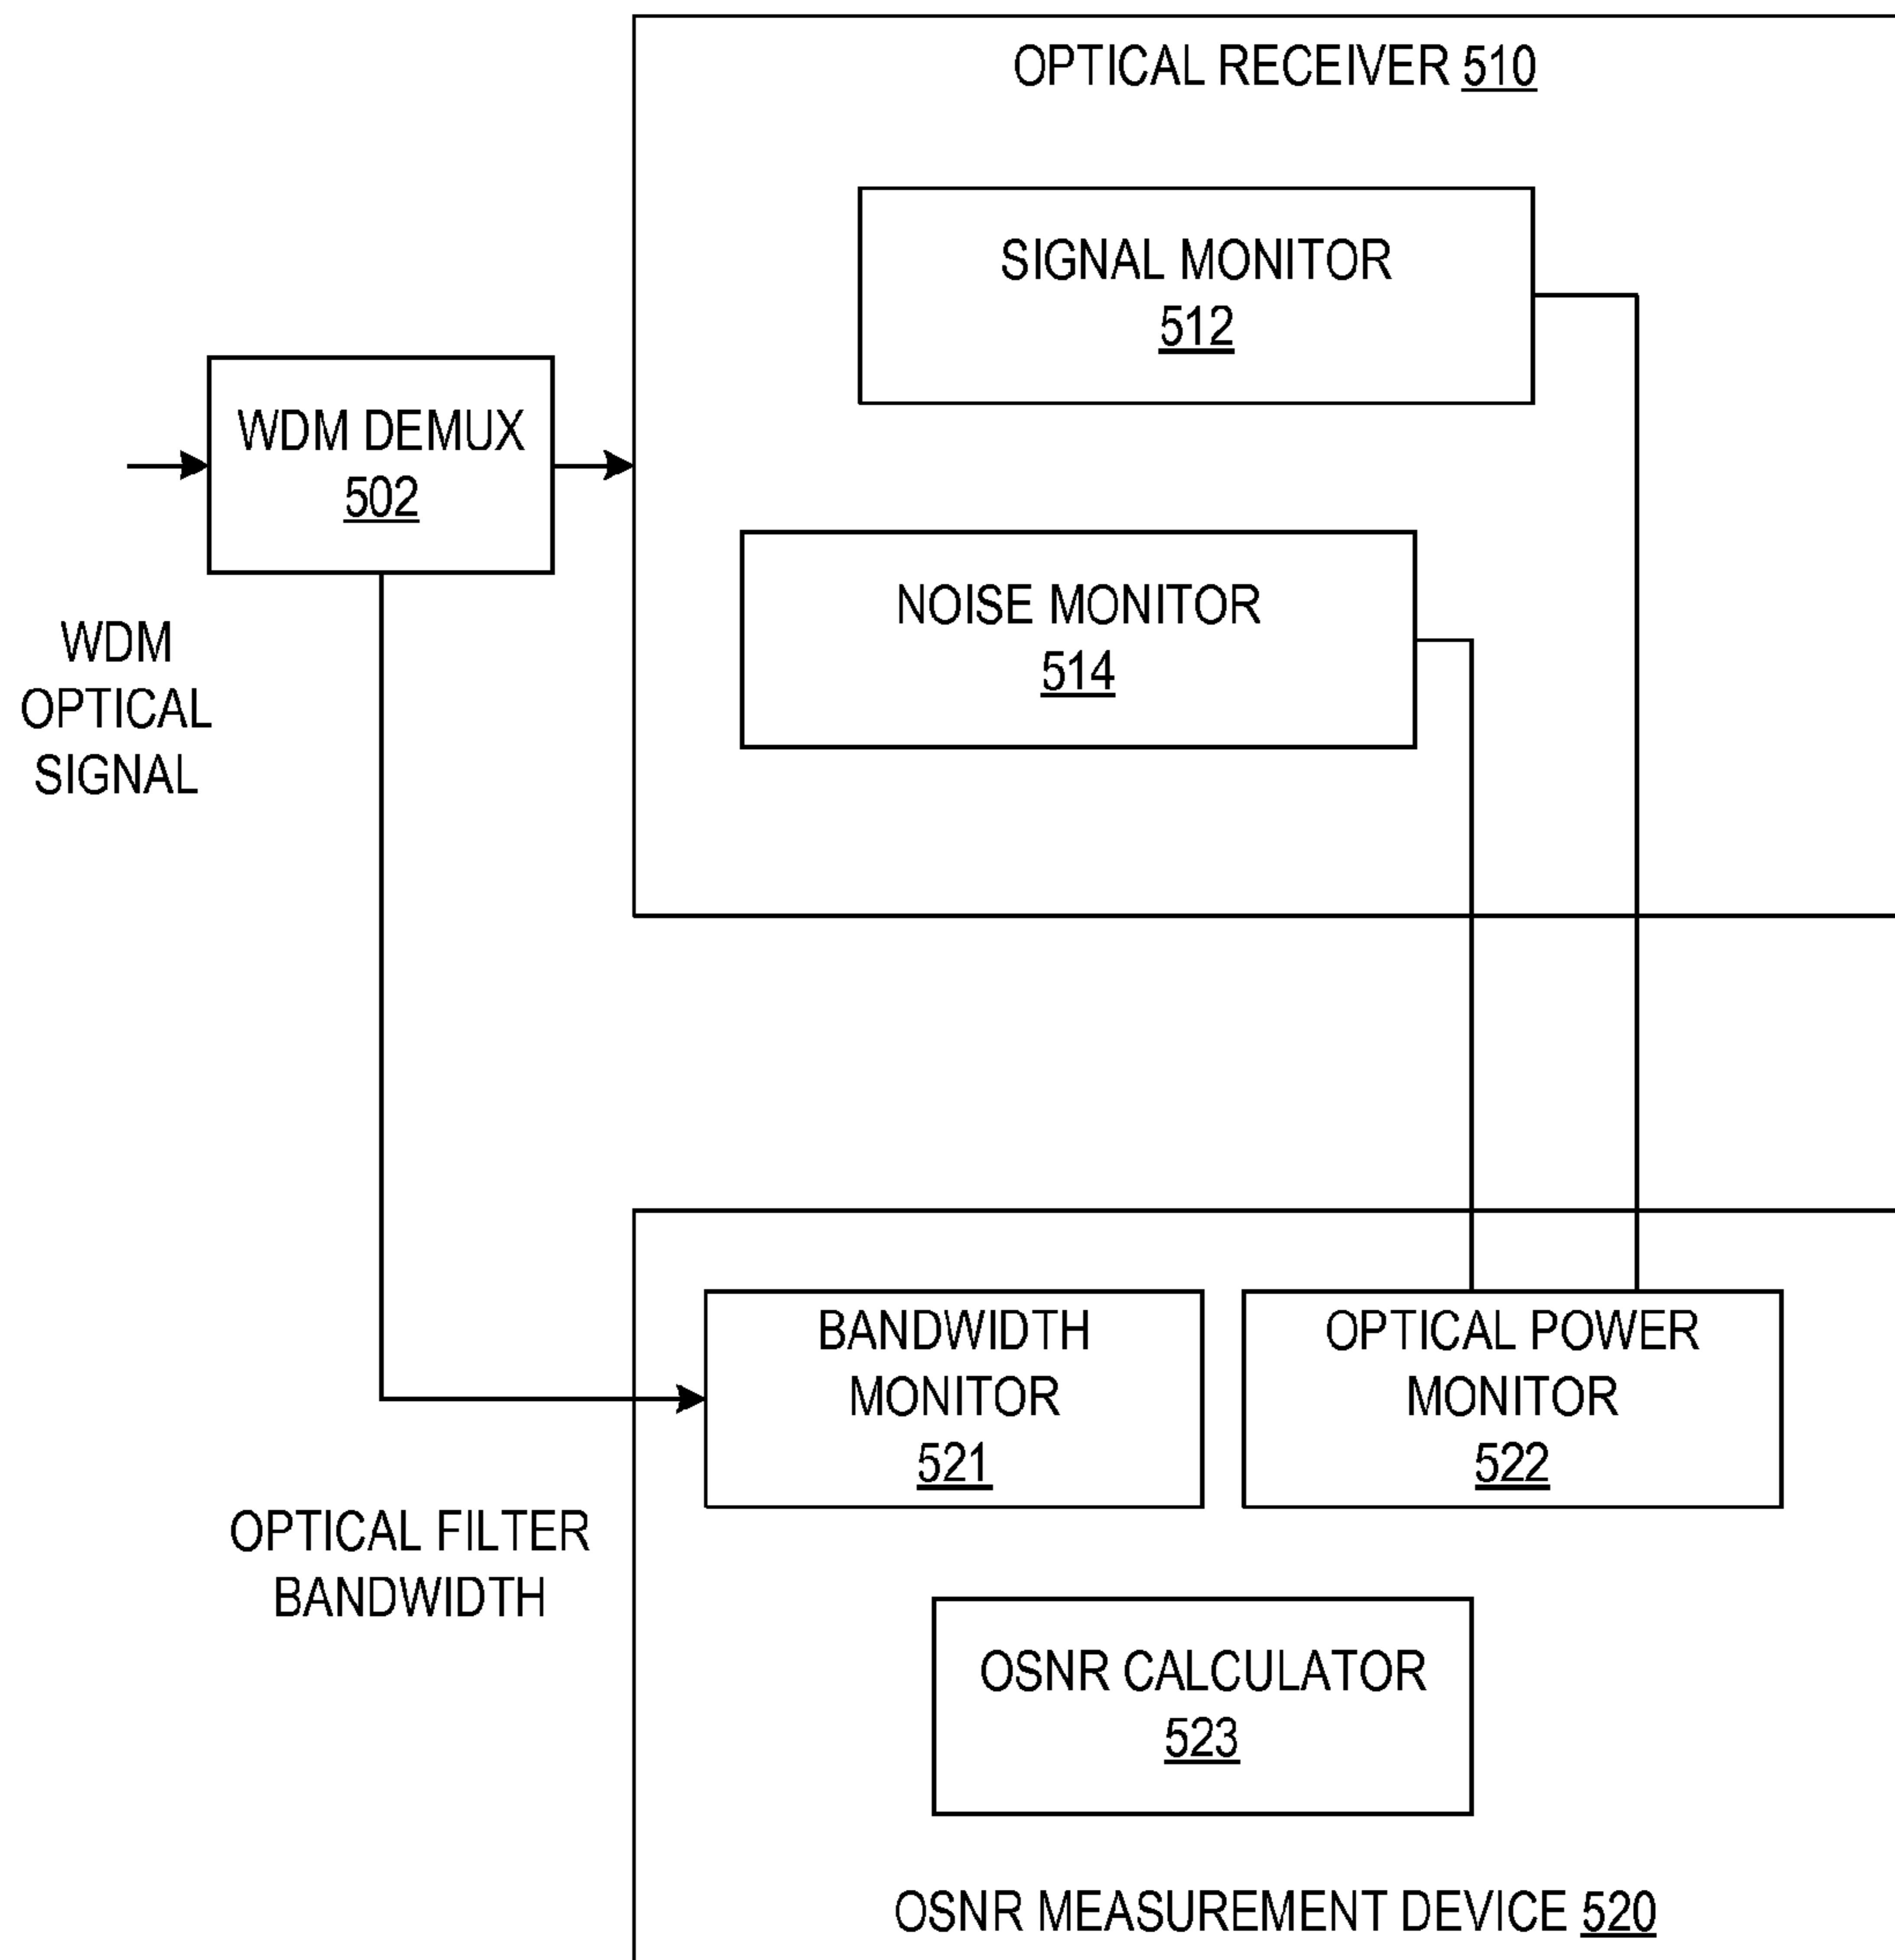 OPTICAL RECEIVER 510
SIGNAL MONITOR
512
WDM DEMUX
502
NOISE MONITOR
514
WDM
OPTICAL
SIGNAL
BANDWIDTH
MONITOR
521
OPTICAL POWER
MONITOR
522
OPTICAL FILTER
BANDWIDTH
OSNR CALCULATOR
523
OSNR MEASUREMENT DEVICE 520